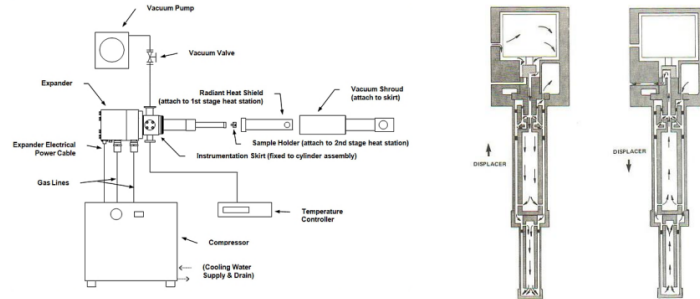 Vacuum Pump
Vacuum Valve
Expander
Radiant Heat Shield
(attach to 1st stage heat station)
Vacuum Shroud
(attach to skirt)
Expander Electrical
Power Cable
Sample Holder (attach to 2nd stage heat station)
Instrumentation Skirt (fixed to cylinder assembly)
Gas Lines
Temperature
Controller
Compressor
(Cooling Water
Supply & Drain)
DISPLACER
DISPLACER